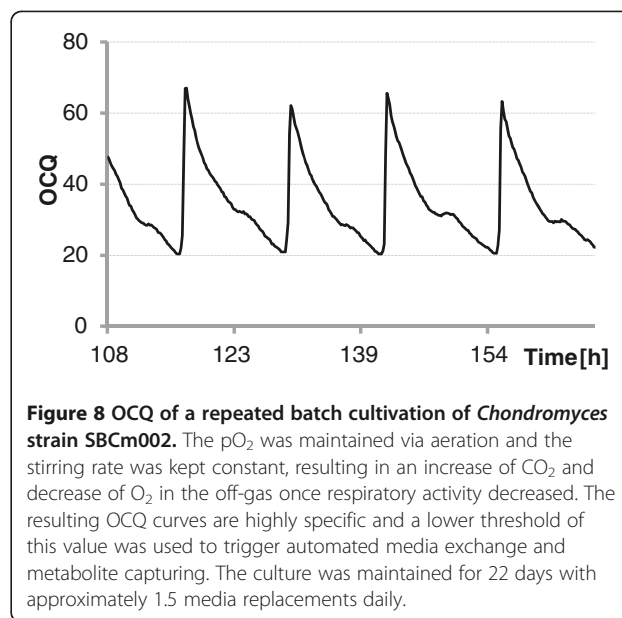 80
60
40
20
0
OCQ
108 123 139 154 Time[h]
Figure 8 OCQ of a repeated batch cultivation of Chondromyces
strain SBCm002. The pO₂ was maintained via aeration and the
stirring rate was kept constant, resulting in an increase of CO₂ and
decrease of O₂ in the off-gas once respiratory activity decreased. The
resulting OCQ curves are highly specific and a lower threshold of
this value was used to trigger automated media exchange and
metabolite capturing. The culture was maintained for 22 days with
approximately 1.5 media replacements daily.